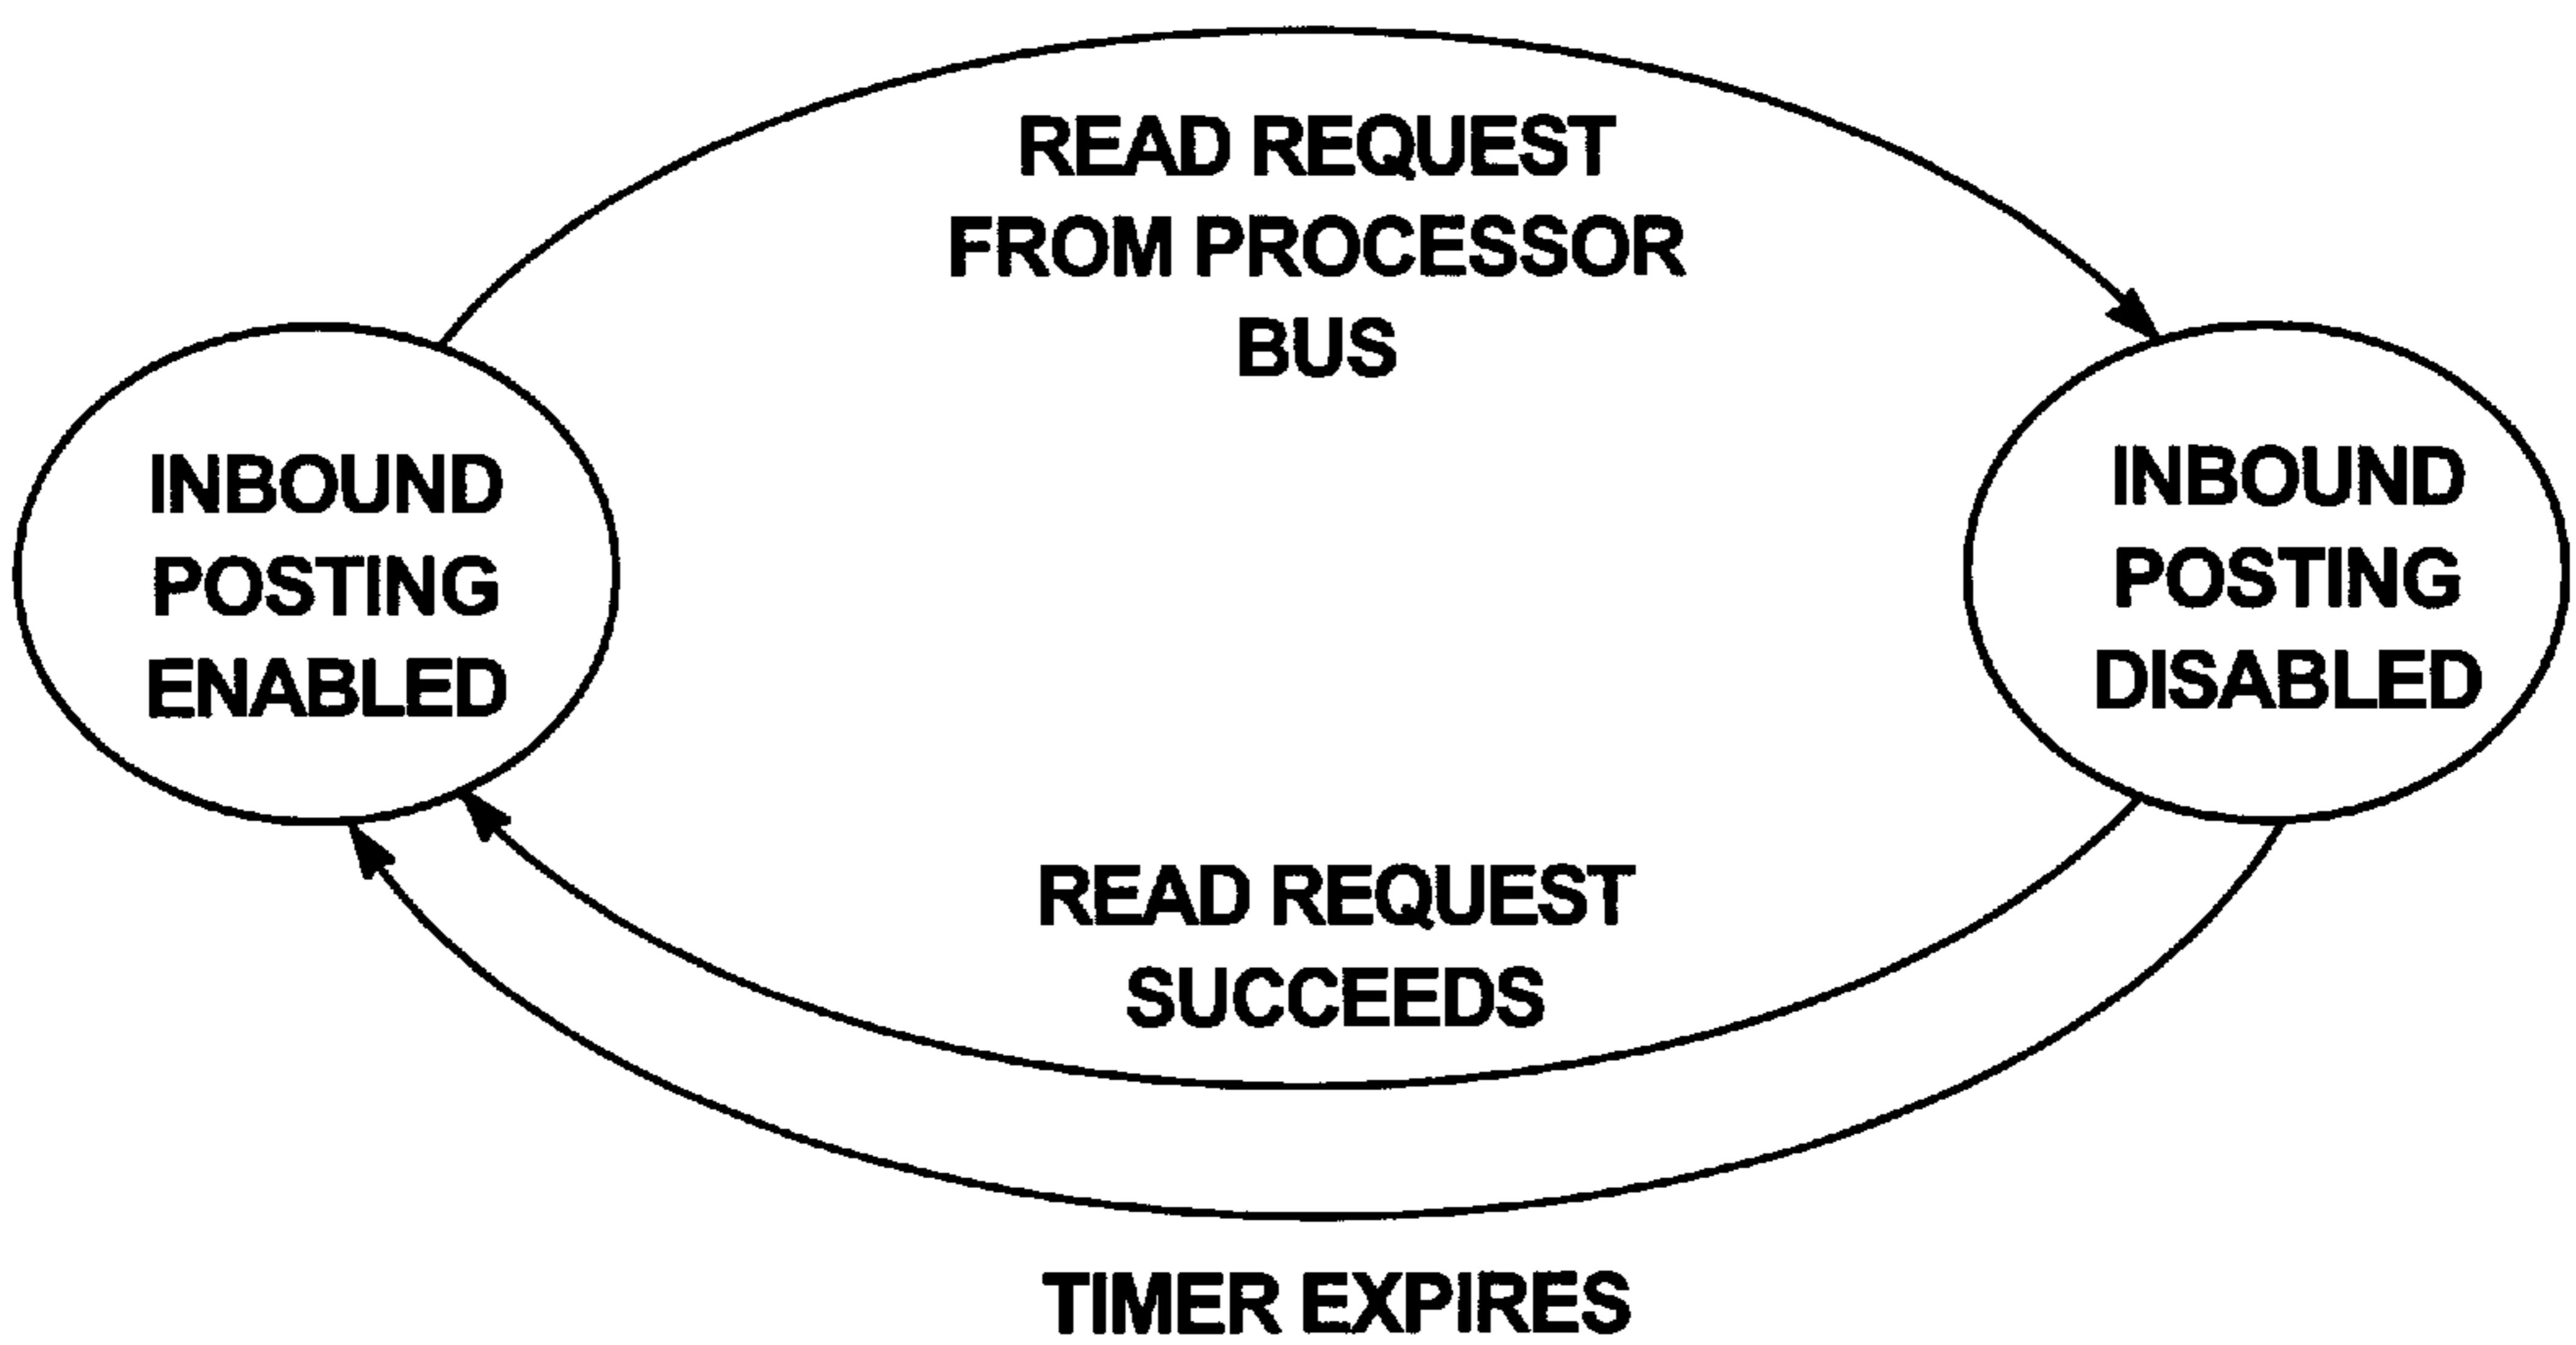 READ REQUEST
FROM PROCESSOR
BUS
INBOUND
POSTING
ENABLED
INBOUND
POSTING
DISABLED
READ REQUEST
SUCCEEDS
TIMER EXPIRES